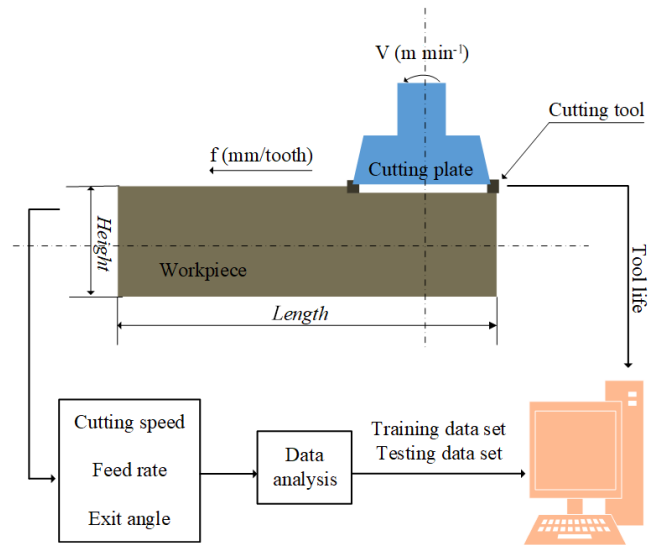 V (m min⁻¹)
Cutting tool
f (mm/tooth)
Cutting plate
Height
Workpiece
Tool life
Length
Cutting speed
Feed rate
Exit angle
Data
analysis
Training data set
Testing data set